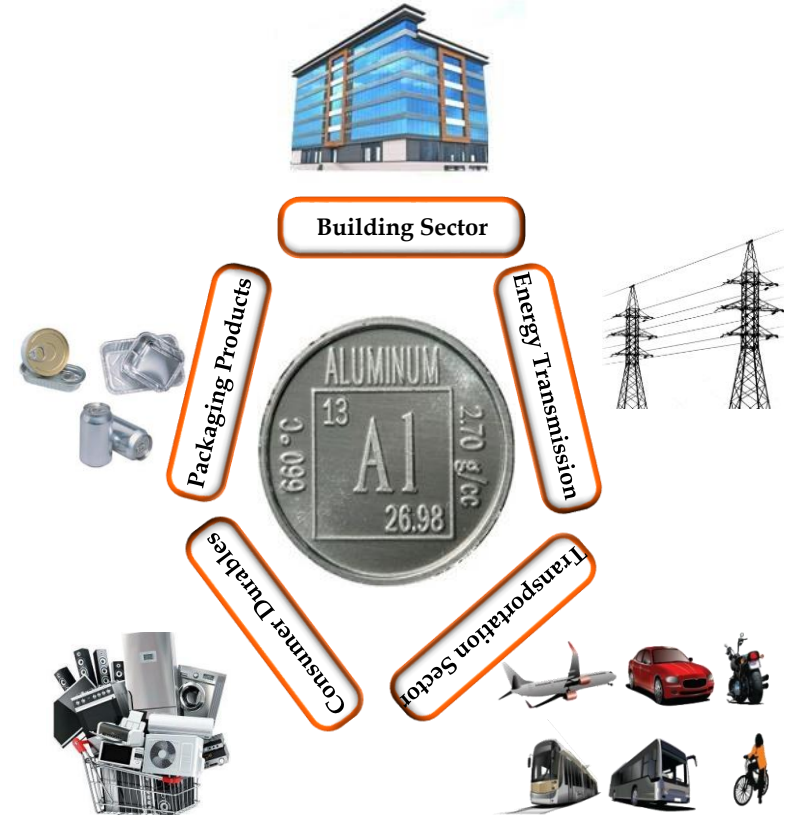 Building Sector
Energy Transmission
Packaging Products
ALUMINUM
13
Al
26.98
2.70 g/cc
660 °C
Consumer Durables
Transportation Sector